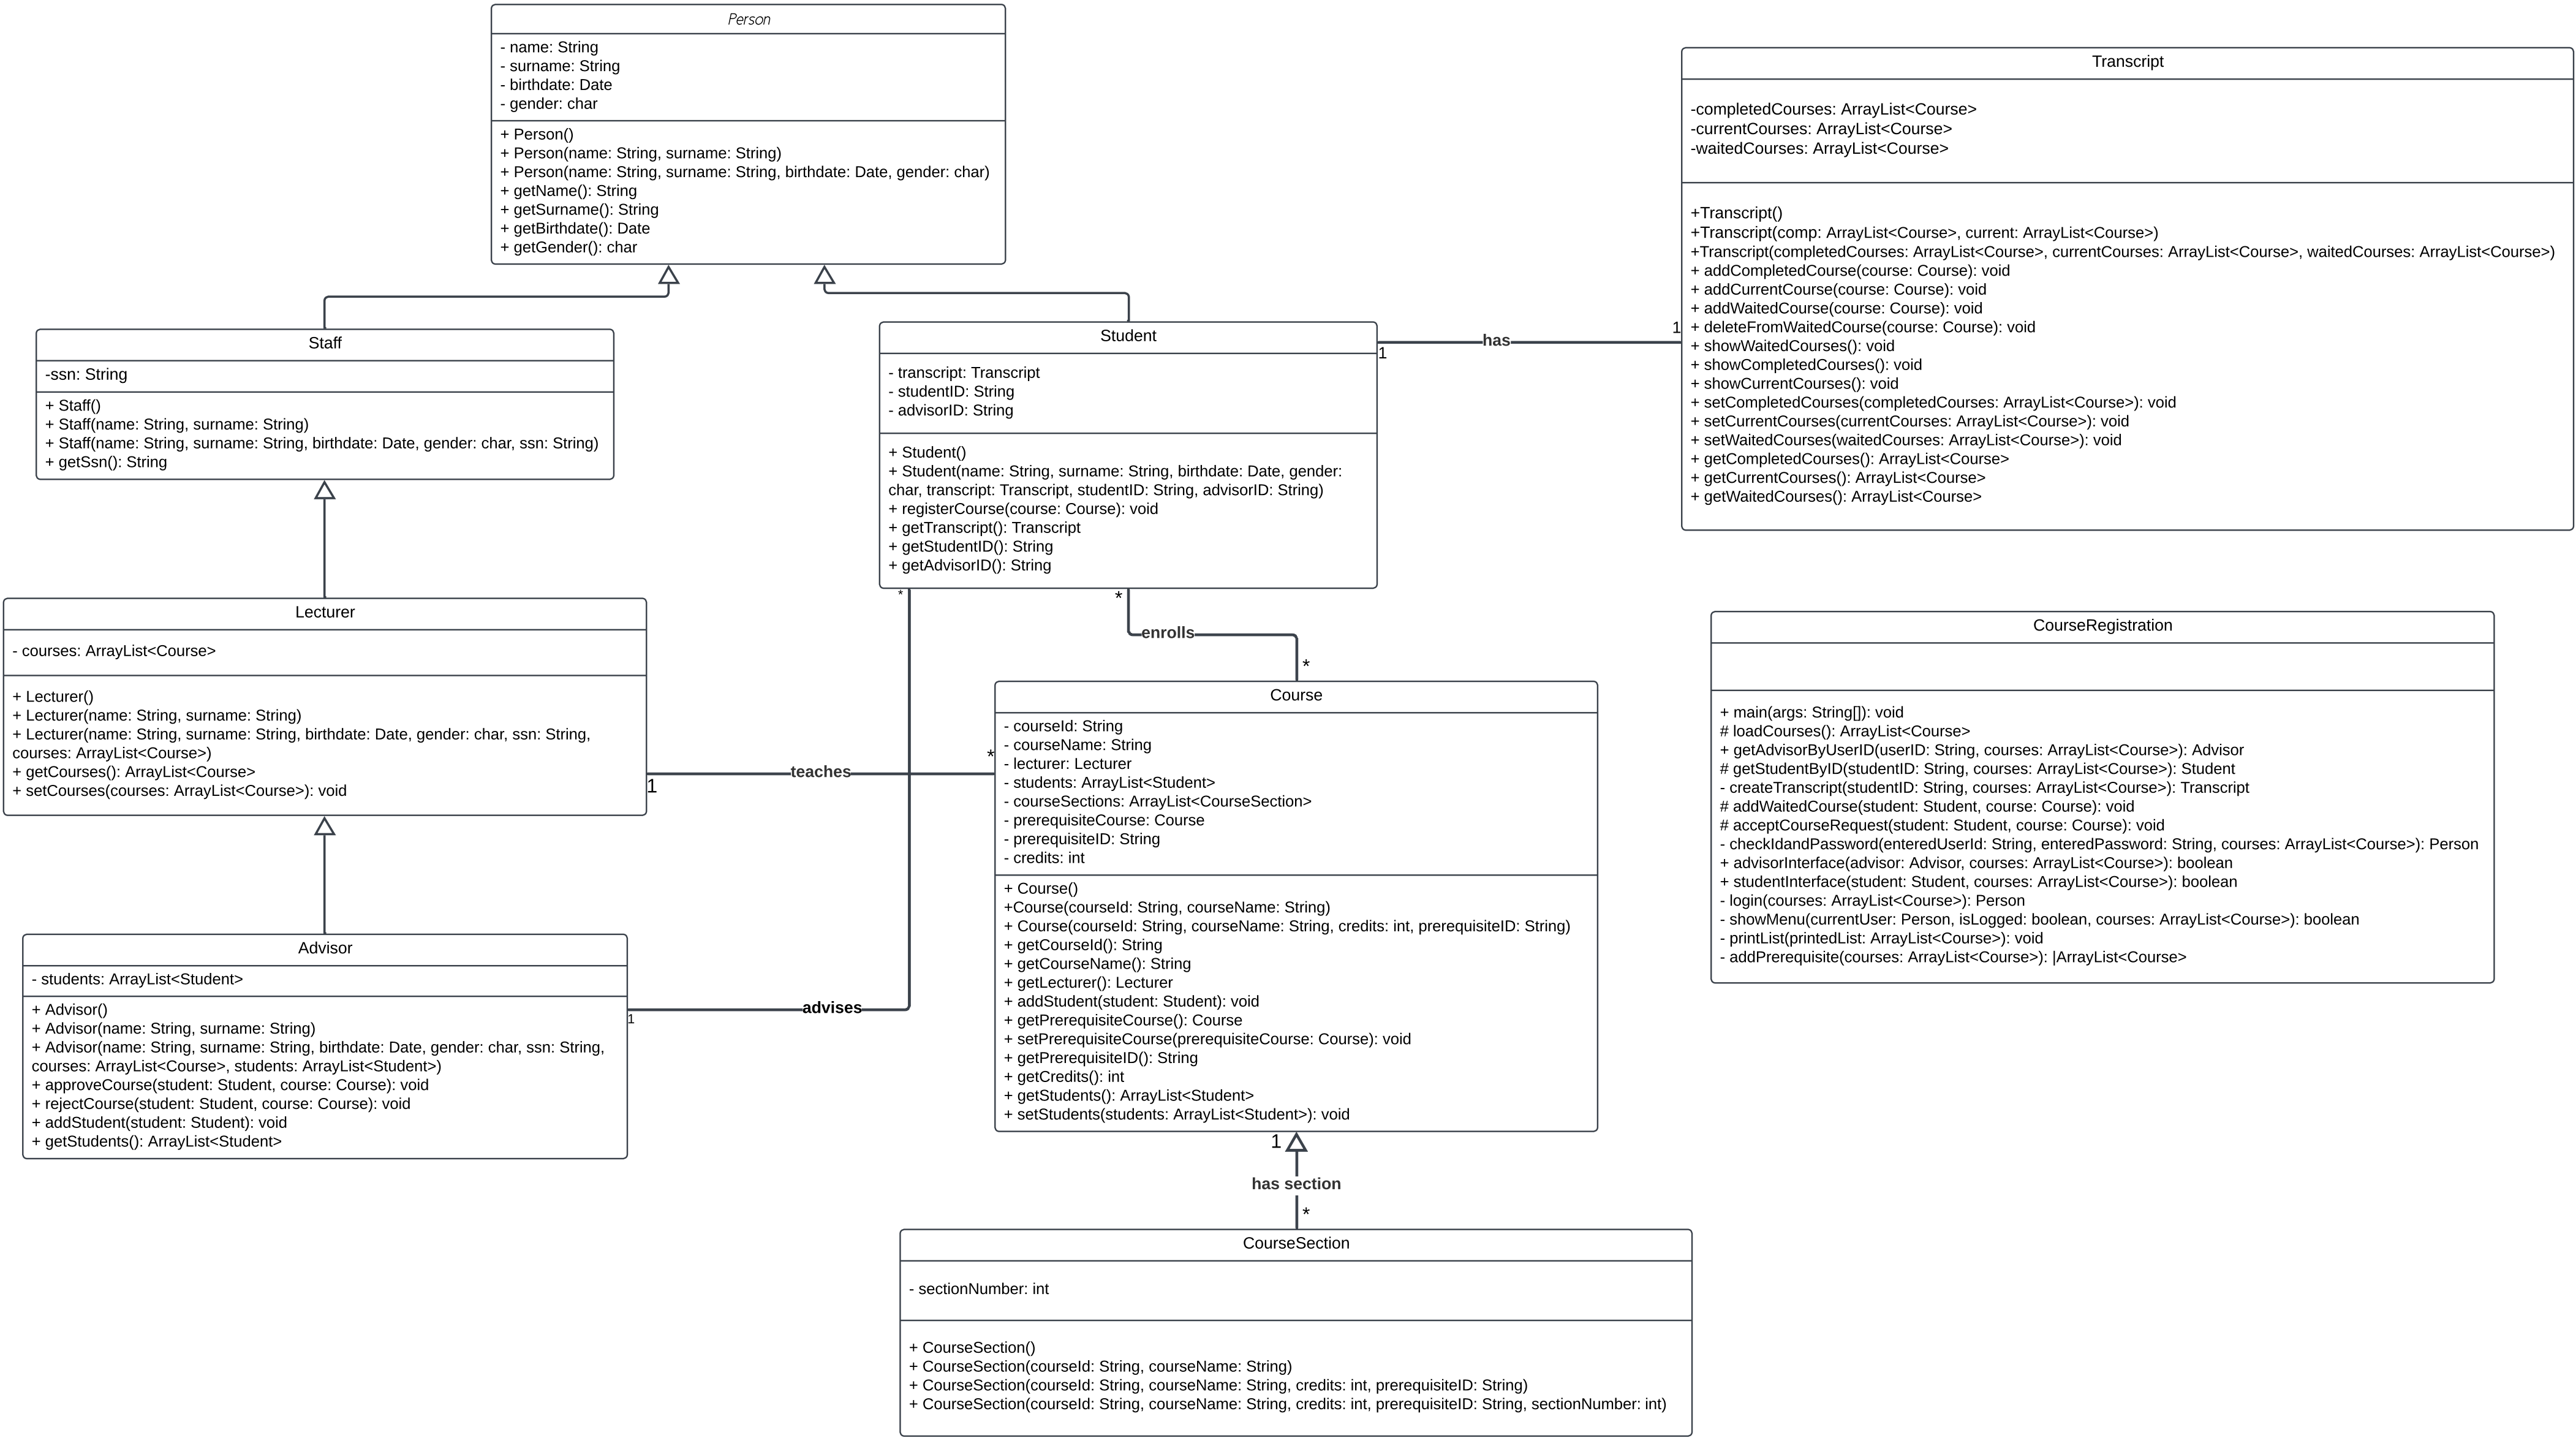 Person
- name: String
- surname: String
- birthdate: Date
- gender: char
+ Person()
+ Person(name: String, surname: String)
+ Person(name: String, surname: String, birthdate: Date, gender: char)
+ getName(): String
+ getSurname(): String
+ getBirthdate(): Date
+ getGender(): char
Transcript
-completedCourses: ArrayList<Course>
-currentCourses: ArrayList<Course>
-waitedCourses: ArrayList<Course>
+Transcript()
+Transcript(comp: ArrayList<Course>, current: ArrayList<Course>)
+Transcript(completedCourses: ArrayList<Course>, currentCourses: ArrayList<Course>, waitedCourses: ArrayList<Course>)
+ addCompletedCourse(course: Course): void
+ addCurrentCourse(course: Course): void
+ addWaitedCourse(course: Course): void
+ deleteFromWaitedCourse(course: Course): void
+ showWaitedCourses(): void
+ showCompletedCourses(): void
+ showCurrentCourses(): void
+ setCompletedCourses(completedCourses: ArrayList<Course>): void
+ setCurrentCourses(currentCourses: ArrayList<Course>): void
+ setWaitedCourses(waitedCourses: ArrayList<Course>): void
+ getCompletedCourses(): ArrayList<Course>
+ getCurrentCourses(): ArrayList<Course>
+ getWaitedCourses(): ArrayList<Course>
Staff
-ssn: String
+ Staff()
+ Staff(name: String, surname: String)
+ Staff(name: String, surname: String, birthdate: Date, gender: char, ssn: String)
+ getSsn(): String
Student
- transcript: Transcript
- studentID: String
- advisorID: String
+ Student()
+ Student(name: String, surname: String, birthdate: Date, gender:
char, transcript: Transcript, studentID: String, advisorID: String)
+ registerCourse(course: Course): void
+ getTranscript(): Transcript
+ getStudentID(): String
+ getAdvisorID(): String
1
has
1
*
*
enrolls
*
Lecturer
- courses: ArrayList<Course>
+ Lecturer()
+ Lecturer(name: String, surname: String)
+ Lecturer(name: String, surname: String, birthdate: Date, gender: char, ssn: String,
courses: ArrayList<Course>)
+ getCourses(): ArrayList<Course>
+ setCourses(courses: ArrayList<Course>): void
1
teaches
*
Course
- courseId: String
- courseName: String
- lecturer: Lecturer
- students: ArrayList<Student>
- courseSections: ArrayList<CourseSection>
- prerequisiteCourse: Course
- prerequisiteID: String
- credits: int
+ Course()
+Course(courseId: String, courseName: String)
+ Course(courseId: String, courseName: String, credits: int, prerequisiteID: String)
+ getCourseId(): String
+ getCourseName(): String
+ getLecturer(): Lecturer
+ addStudent(student: Student): void
+ getPrerequisiteCourse(): Course
+ setPrerequisiteCourse(prerequisiteCourse: Course): void
+ getPrerequisiteID(): String
+ getCredits(): int
+ getStudents(): ArrayList<Student>
+ setStudents(students: ArrayList<Student>): void
CourseRegistration
+ main(args: String[]): void
# loadCourses(): ArrayList<Course>
+ getAdvisorByUserID(userID: String, courses: ArrayList<Course>): Advisor
# getStudentByID(studentID: String, courses: ArrayList<Course>): Student
- createTranscript(studentID: String, courses: ArrayList<Course>): Transcript
# addWaitedCourse(student: Student, course: Course): void
# acceptCourseRequest(student: Student, course: Course): void
- checkIdandPassword(enteredUserId: String, enteredPassword: String, courses: ArrayList<Course>): Person
+ advisorInterface(advisor: Advisor, courses: ArrayList<Course>): boolean
+ studentInterface(student: Student, courses: ArrayList<Course>): boolean
- login(courses: ArrayList<Course>): Person
- showMenu(currentUser: Person, isLogged: boolean, courses: ArrayList<Course>): boolean
- printList(printedList: ArrayList<Course>): void
- addPrerequisite(courses: ArrayList<Course>): |ArrayList<Course>
Advisor
- students: ArrayList<Student>
+ Advisor()
+ Advisor(name: String, surname: String)
+ Advisor(name: String, surname: String, birthdate: Date, gender: char, ssn: String,
courses: ArrayList<Course>, students: ArrayList<Student>)
+ approveCourse(student: Student, course: Course): void
+ rejectCourse(student: Student, course: Course): void
+ addStudent(student: Student): void
+ getStudents(): ArrayList<Student>
1
advises
1
has section
*
CourseSection
- sectionNumber: int
+ CourseSection()
+ CourseSection(courseId: String, courseName: String)
+ CourseSection(courseId: String, courseName: String, credits: int, prerequisiteID: String)
+ CourseSection(courseId: String, courseName: String, credits: int, prerequisiteID: String, sectionNumber: int)